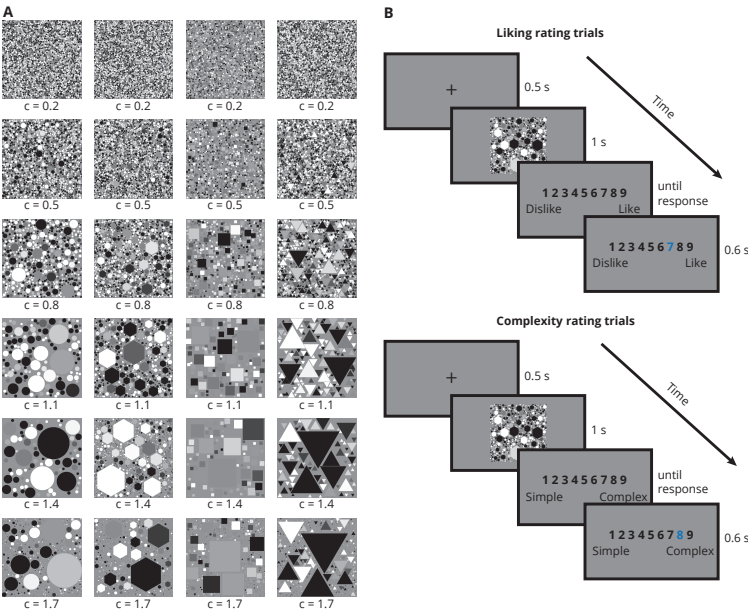 A
c = 0.2 c = 0.2 c = 0.2 c = 0.2
c = 0.5 c = 0.5 c = 0.5 c = 0.5
c = 0.8 c = 0.8 c = 0.8 c = 0.8
c = 1.1 c = 1.1 c = 1.1 c = 1.1
c = 1.4 c = 1.4 c = 1.4 c = 1.4
c = 1.7 c = 1.7 c = 1.7 c = 1.7
B
Liking rating trials
+
0.5 s
Time
1 s
1 2 3 4 5 6 7 8 9
Dislike Like
until
response
1 2 3 4 5 6 7 8 9
Dislike Like
0.6 s
Complexity rating trials
+
0.5 s
Time
1 s
1 2 3 4 5 6 7 8 9
Simple Complex
until
response
1 2 3 4 5 6 7 8 9
Simple Complex
0.6 s